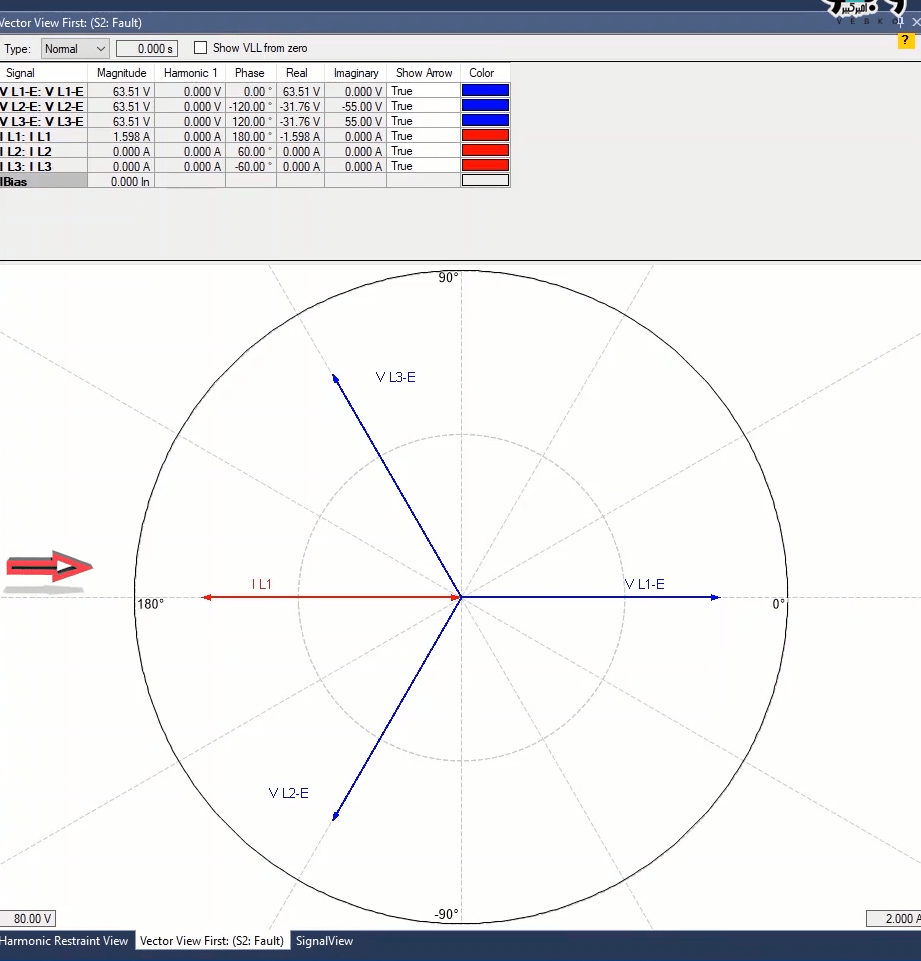 Vector View First: (S2: Fault)
Type: Normal 0.000 s Show VLL from zero ?
Signal Magnitude Harmonic 1 Phase Real Imaginary Show Arrow Color
V L1-E: V L1-E 63.51 V 0.000 V 0.00 ° 63.51 V 0.000 V True
V L2-E: V L2-E 63.51 V 0.000 V -120.00 ° -31.76 V -55.00 V True
V L3-E: V L3-E 63.51 V 0.000 V 120.00 ° -31.76 V 55.00 V True
I L1: I L1 1.598 A 0.000 A 180.00 ° -1.598 A 0.000 A True
I L2: I L2 0.000 A 0.000 A 60.00 ° 0.000 A 0.000 A True
I L3: I L3 0.000 A 0.000 A -60.00 ° 0.000 A 0.000 A True
IBias 0.000 In
90°
V L3-E
I L1 V L1-E
180° 0°
V L2-E
-90°
80.00 V 2.000 A
Harmonic Restraint View Vector View First: (S2: Fault) SignalView